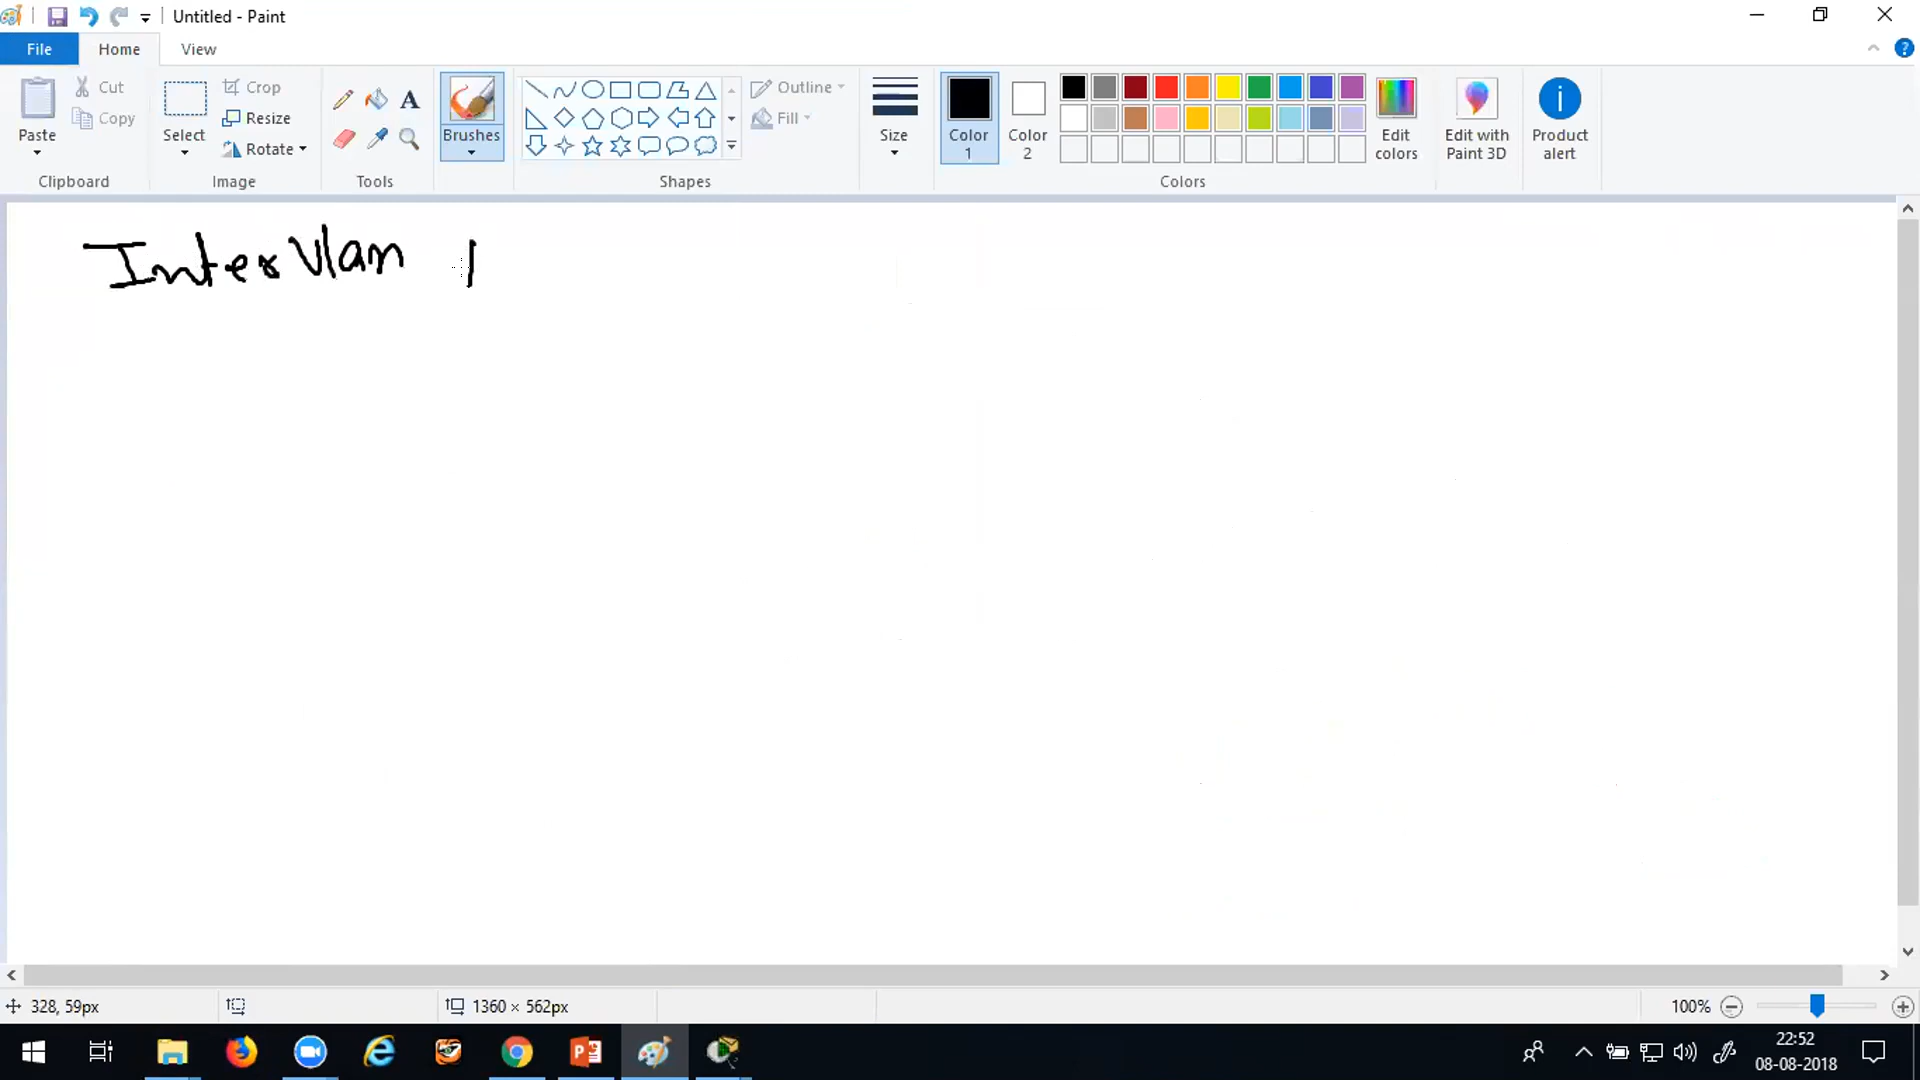 Untitled - Paint
File Home View
Paste
Cut
Copy
Clipboard
Select
Crop
Resize
Rotate
Image
Tools
Brushes
Shapes
Outline
Fill
Size
Color 1
Color 2
Edit colors
Colors
Edit with Paint 3D
Product alert
Inter Vlan
328, 59px
1360 × 562px
100%
22:52
08-08-2018